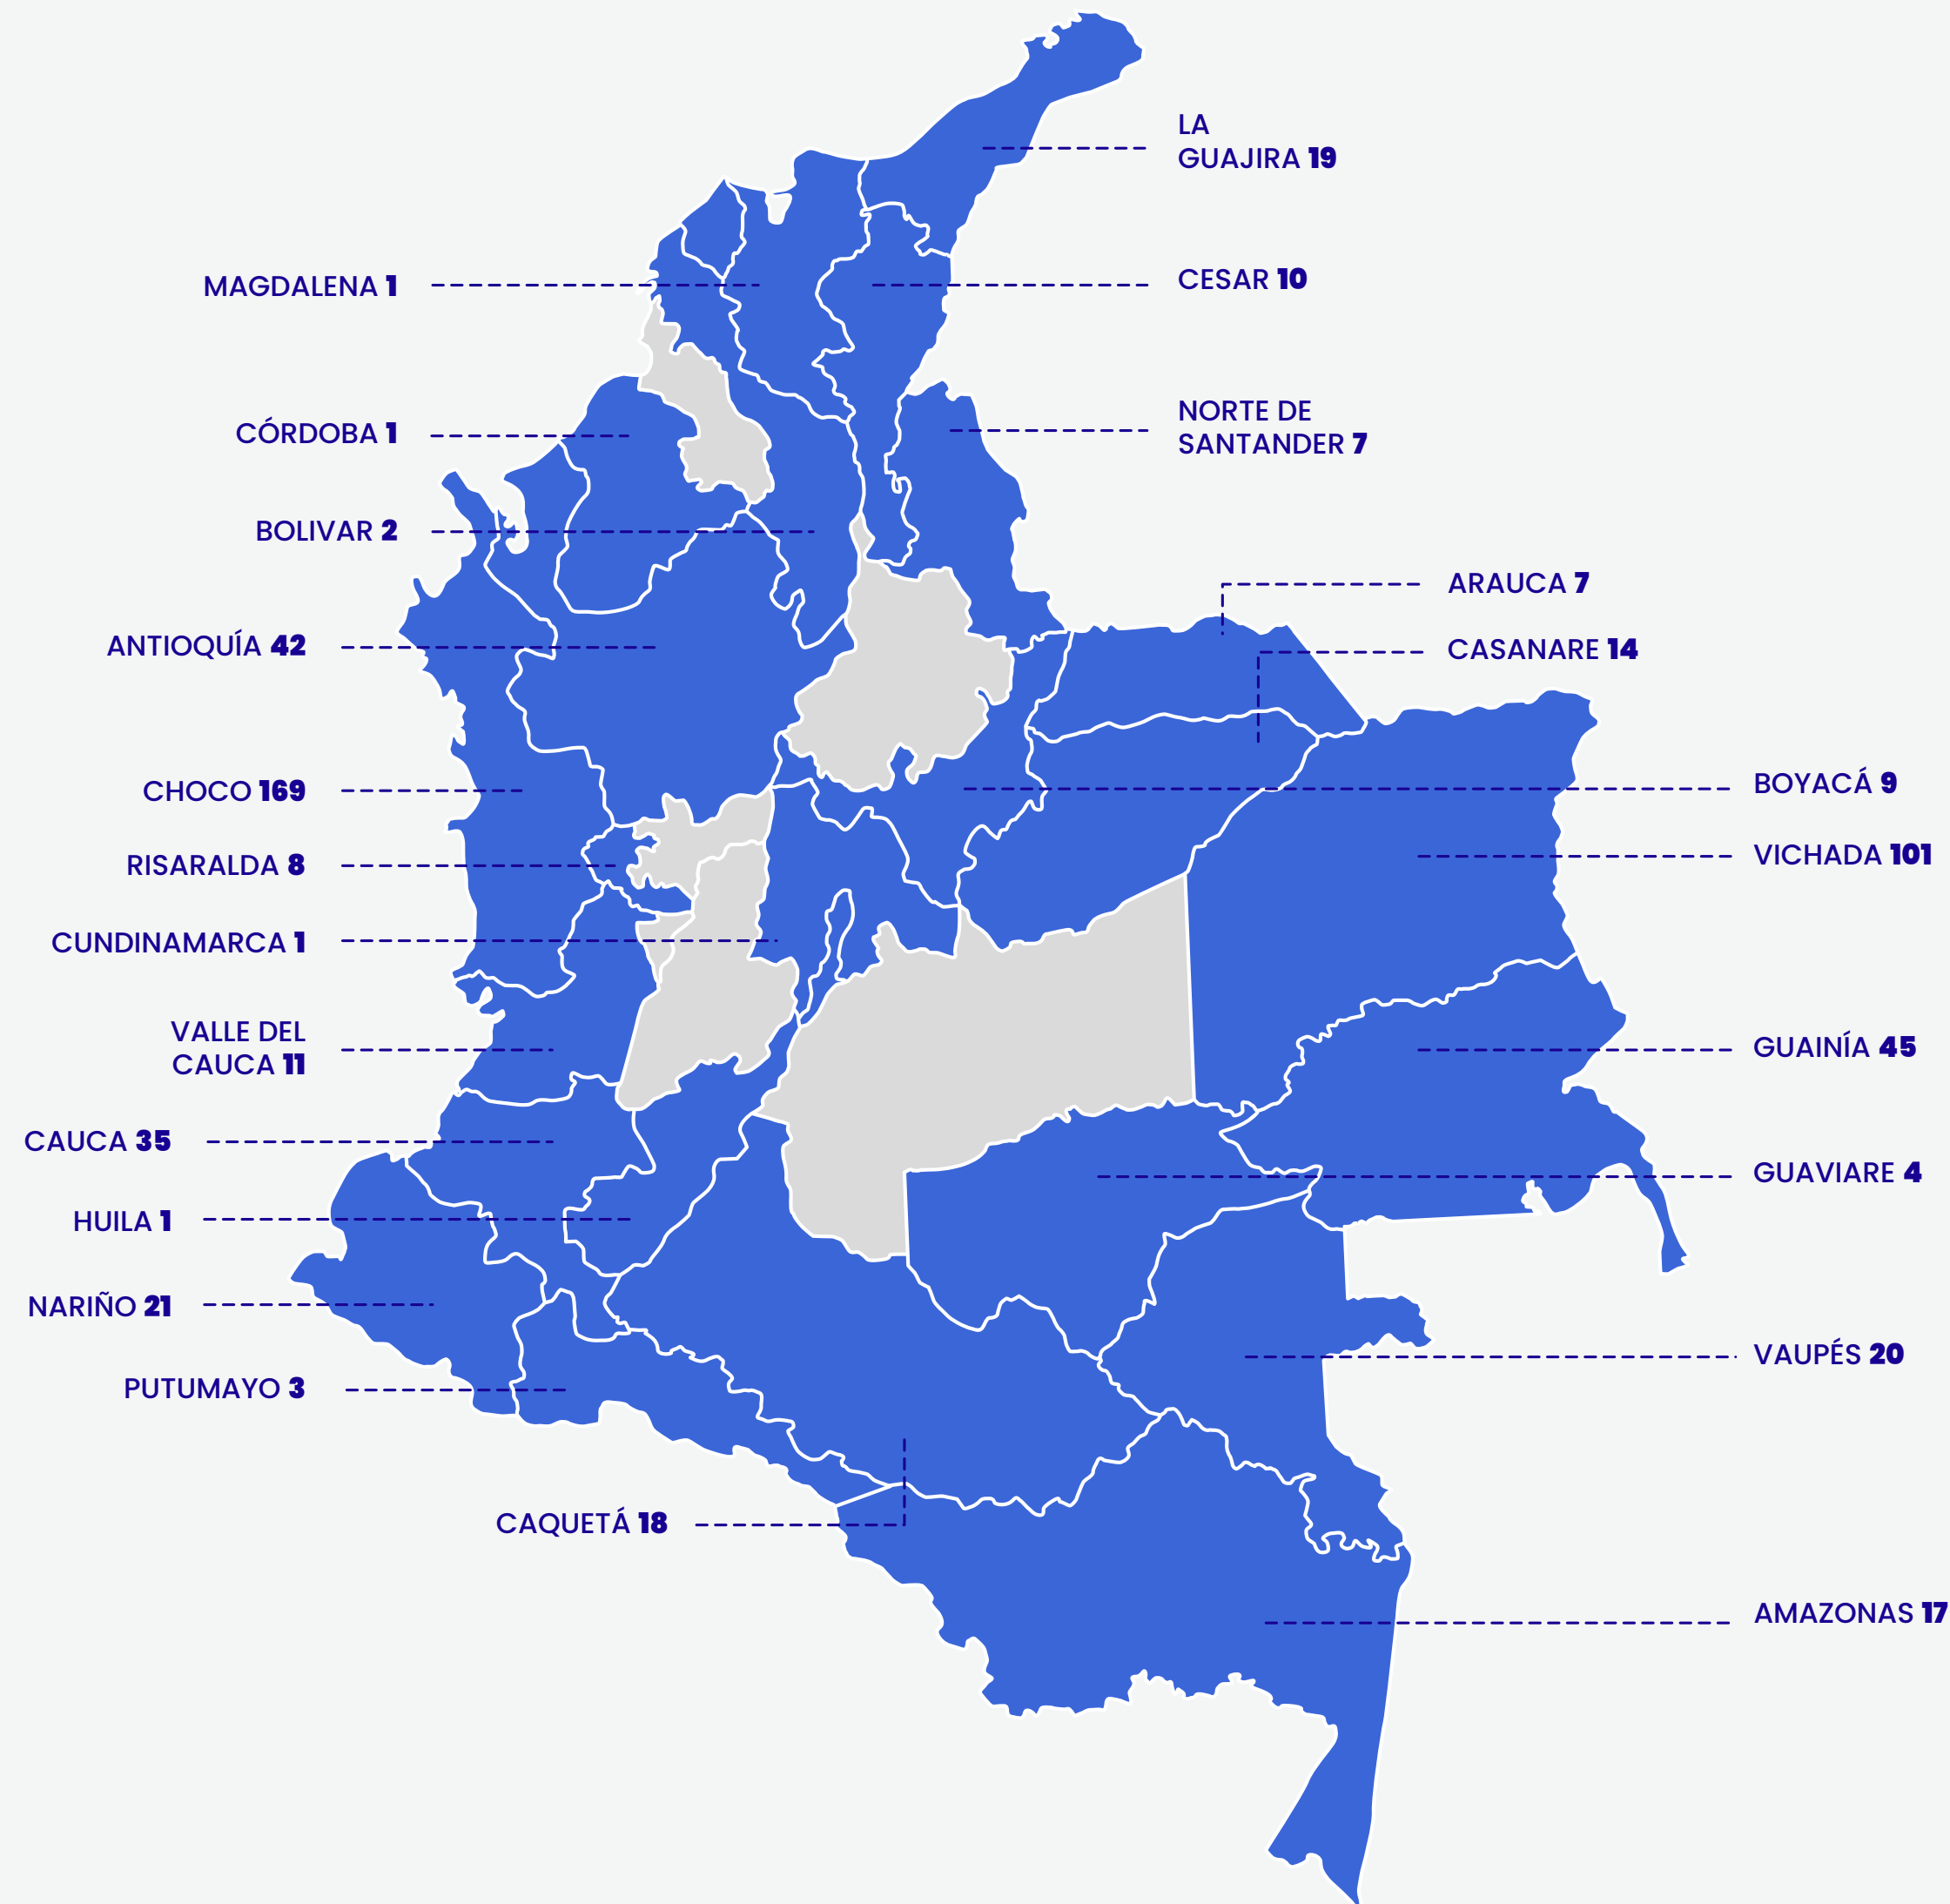 LA
GUAJIRA 19
MAGDALENA 1
CESAR 10
NORTE DE
SANTANDER 7
CÓRDOBA 1
BOLIVAR 2
ARAUCA 7
ANTIOQUÍA 42
CASANARE 14
CHOCO 169
BOYACÁ 9
RISARALDA 8
VICHADA 101
CUNDINAMARCA 1
VALLE DEL
CAUCA 11
GUAINÍA 45
CAUCA 35
GUAVIARE 4
HUILA 1
NARIÑO 21
VAUPÉS 20
PUTUMAYO 3
CAQUETÁ 18
AMAZONAS 17